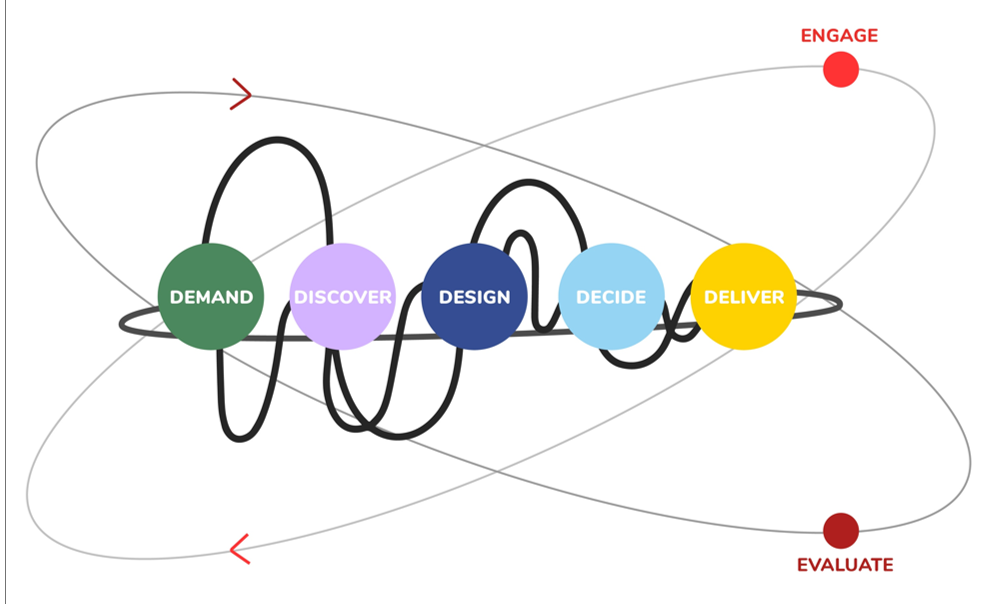 ENGAGE
DEMAND
DISCOVER
DESIGN
DECIDE
DELIVER
EVALUATE